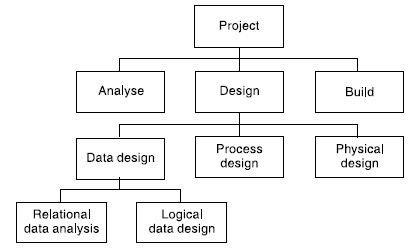 Project
Analyse
Design
Build
Data design
Process
design
Physical
design
Relational
data analysis
Logical
data design